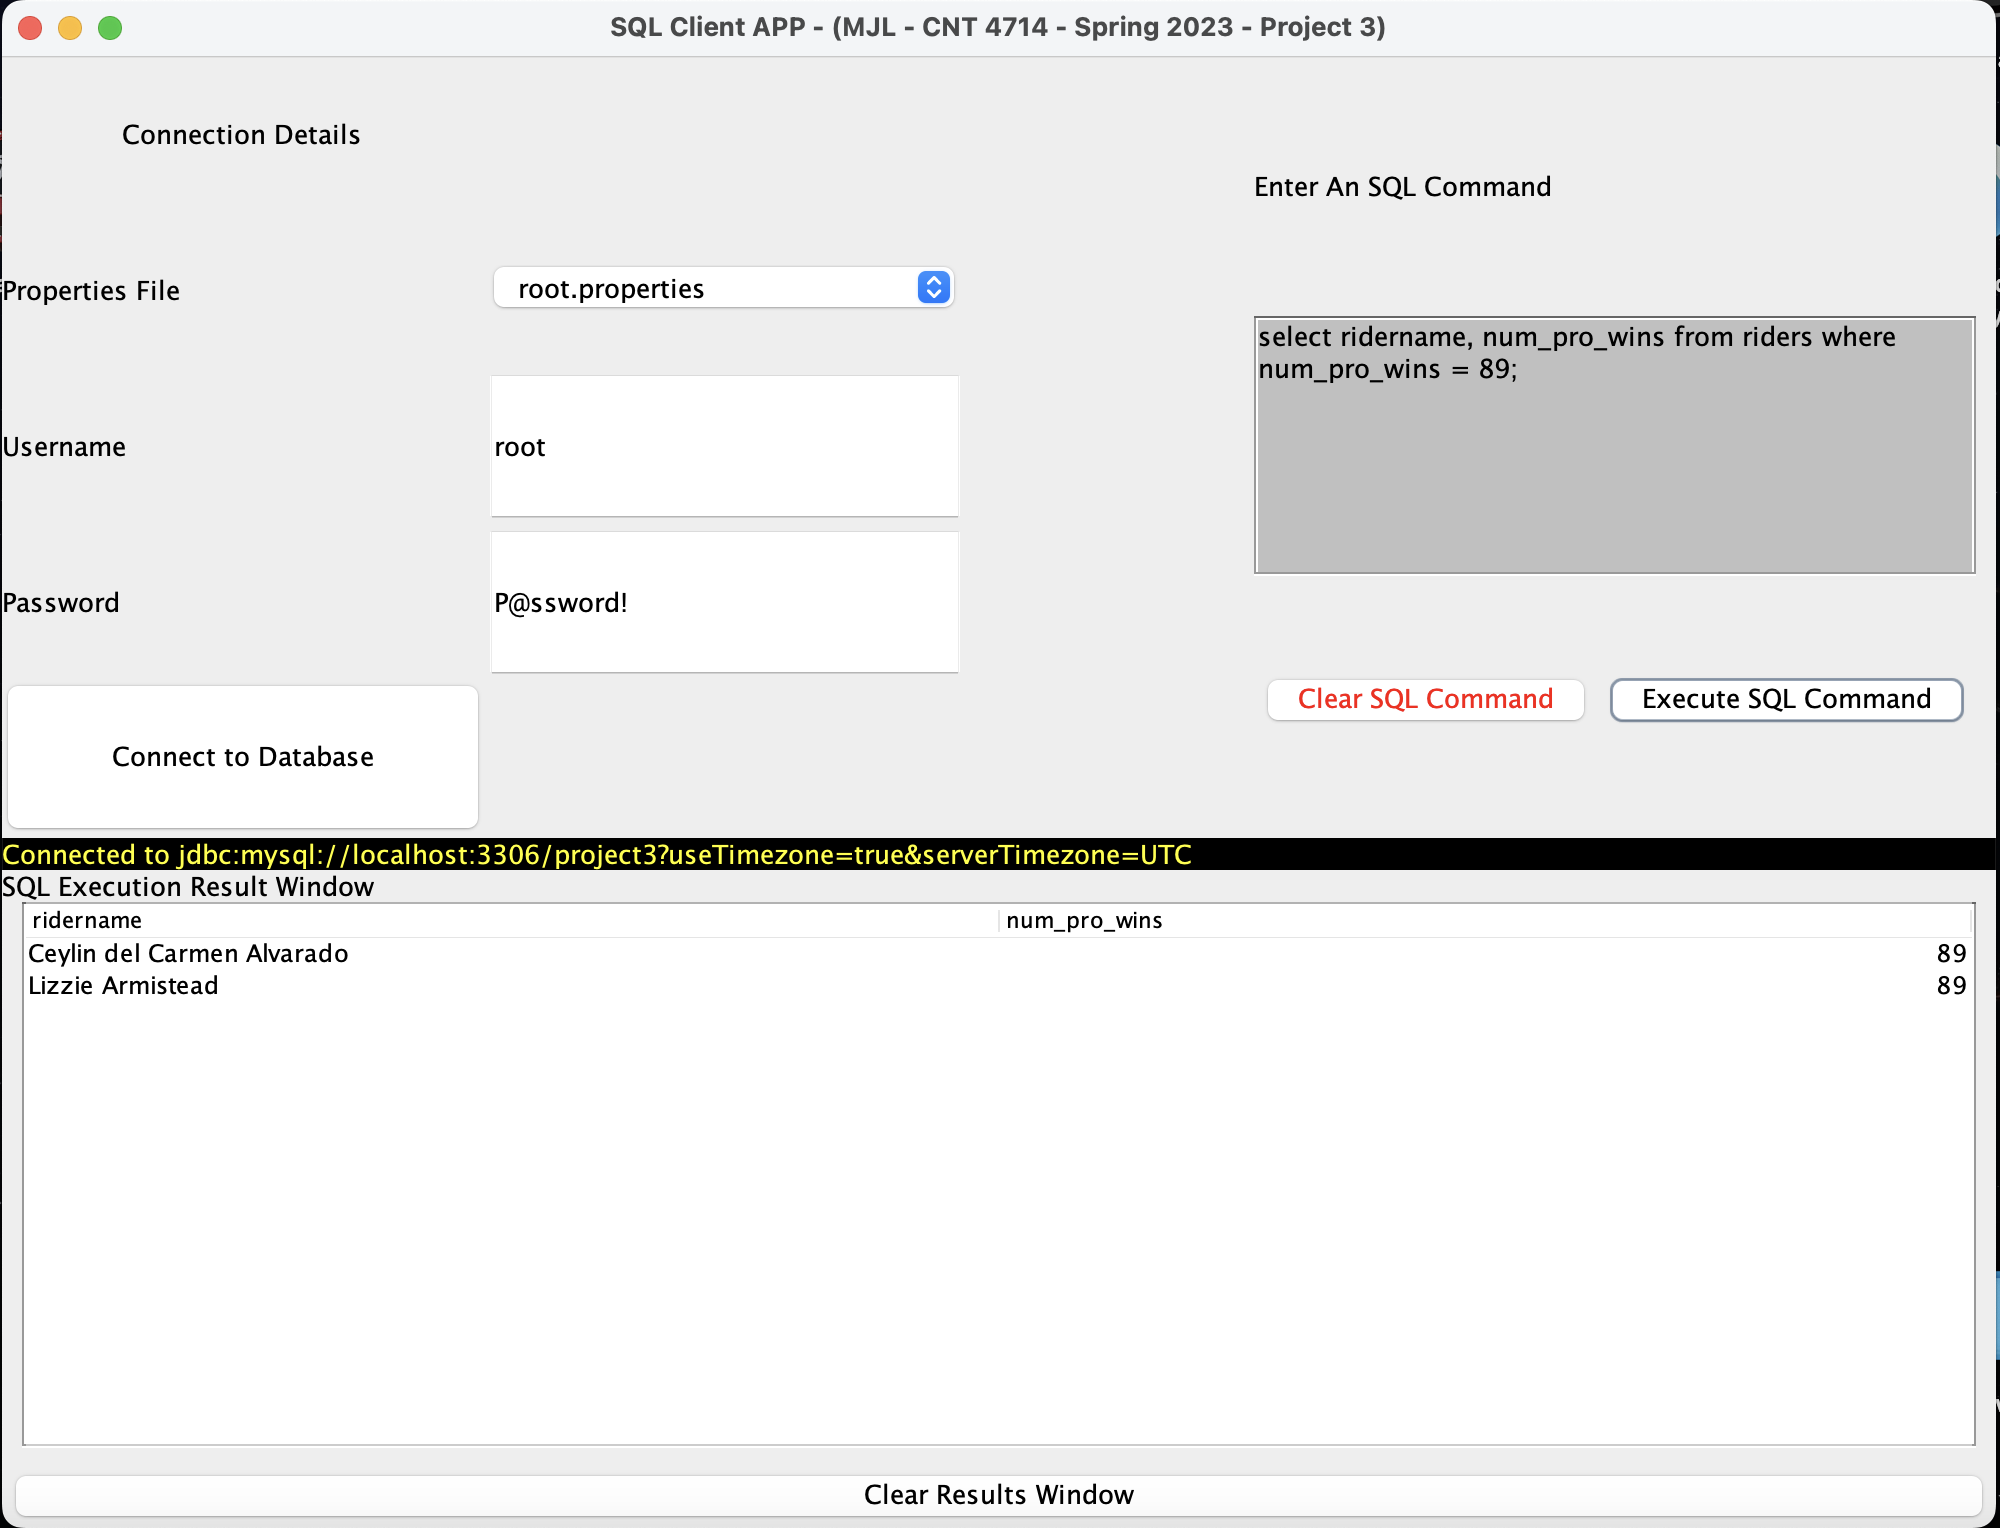 SQL Client APP - (MJL - CNT 4714 - Spring 2023 - Project 3)
Connection Details
Enter An SQL Command
Properties File
root.properties
select ridername, num_pro_wins from riders where
num_pro_wins = 89;
Username
root
Password
P@ssword!
Clear SQL Command
Execute SQL Command
Connect to Database
Connected to jdbc:mysql://localhost:3306/project3?useTimezone=true&serverTimezone=UTC
SQL Execution Result Window
ridername num_pro_wins
Ceylin del Carmen Alvarado 89
Lizzie Armistead 89
Clear Results Window